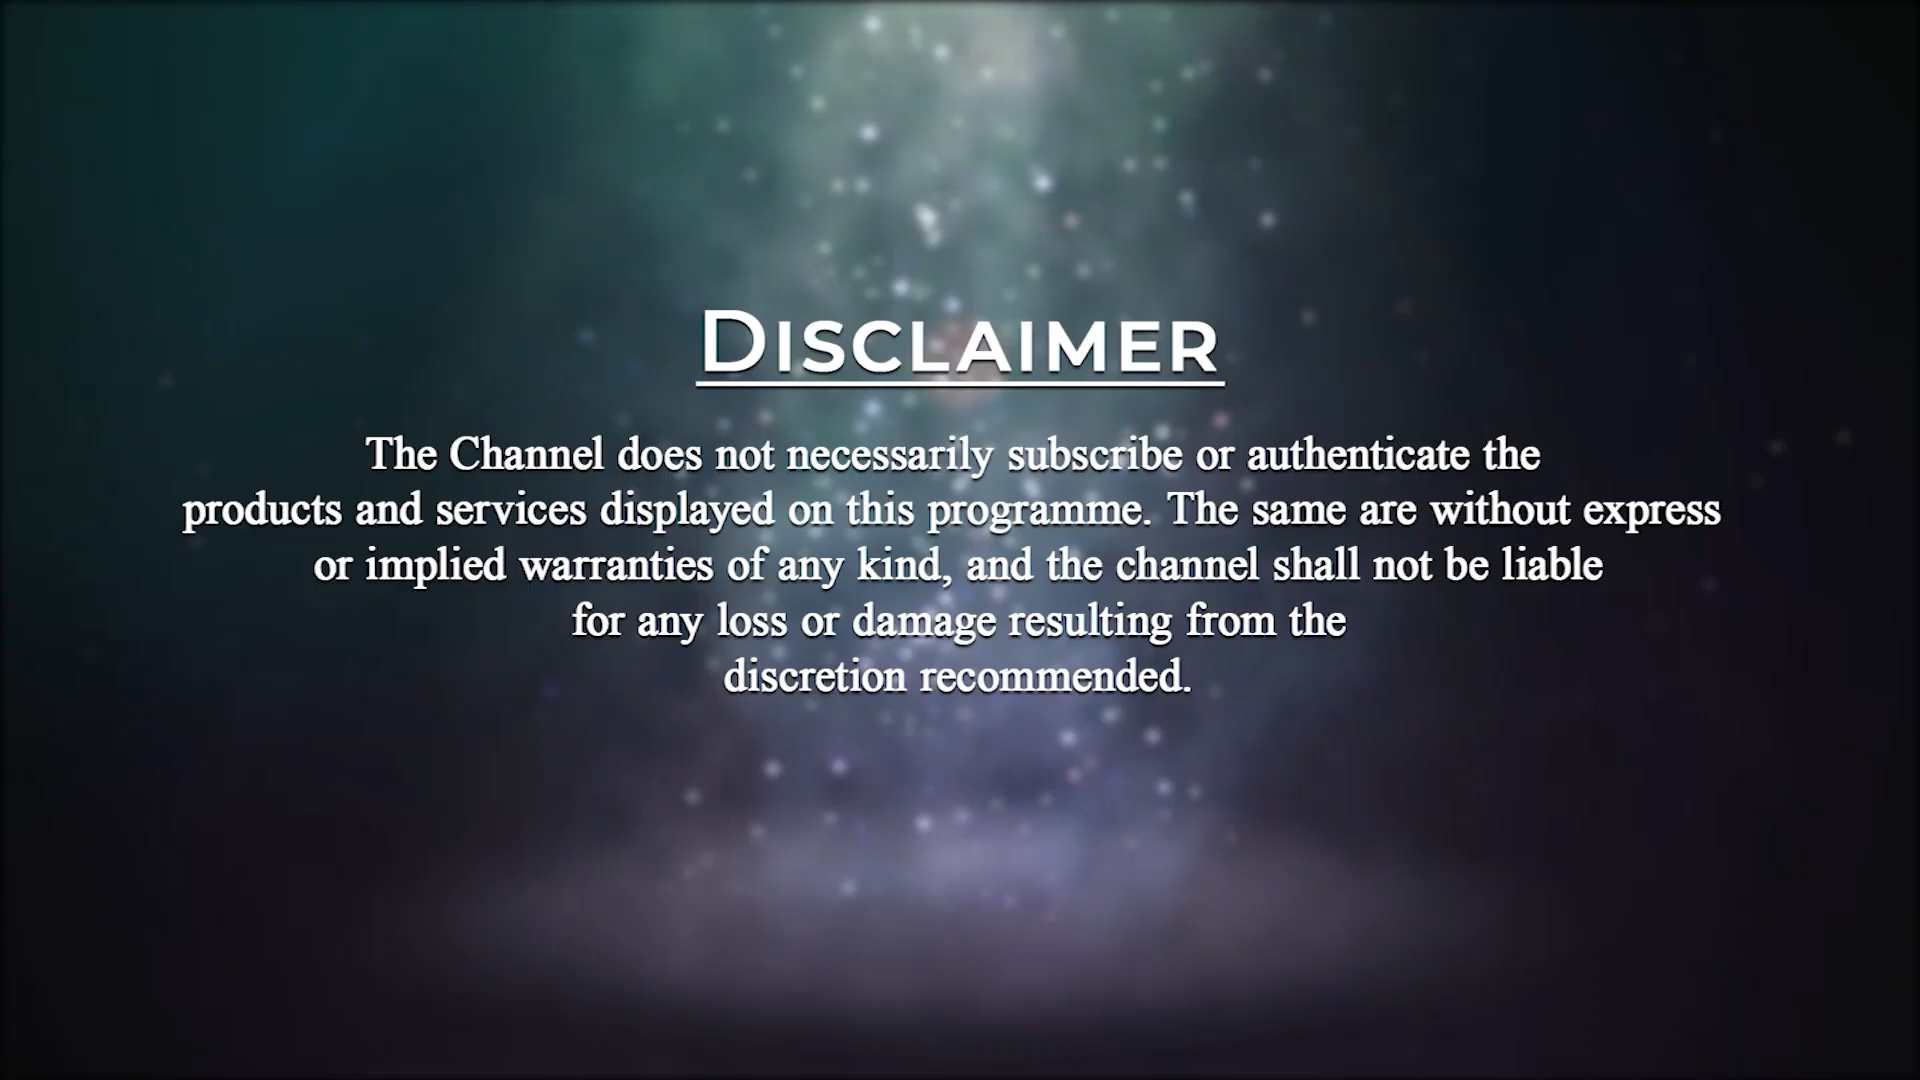 DISCLAIMER
The Channel does not necessarily subscribe or authenticate the
products and services displayed on this programme. The same are without express
or implied warranties of any kind, and the channel shall not be liable
for any loss or damage resulting from the
discretion recommended.